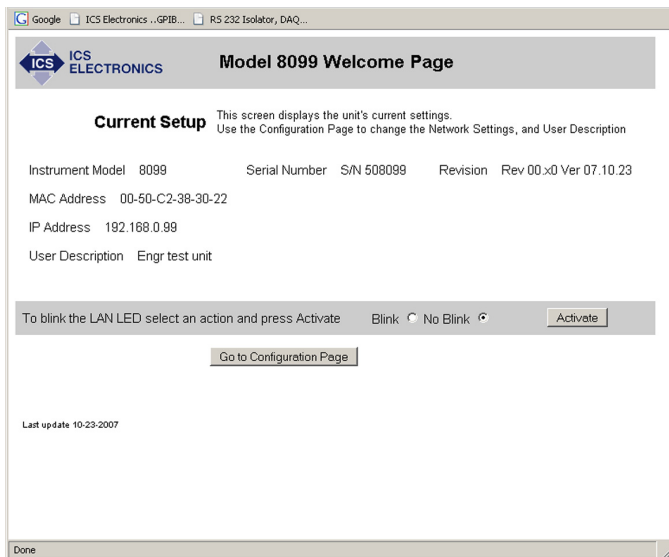 G Google ICS Electronics ..GPIB... RS 232 Isolator, DAQ...
ICS ICS ELECTRONICS
Model 8099 Welcome Page
Current Setup
This screen displays the unit's current settings.
Use the Configuration Page to change the Network Settings, and User Description
Instrument Model 8099 Serial Number S/N 508099 Revision Rev 00.x0 Ver 07.10.23
MAC Address 00-50-C2-38-30-22
IP Address 192.168.0.99
User Description Engr test unit
To blink the LAN LED select an action and press Activate Blink No Blink Activate
Go to Configuration Page
Last update 10-23-2007
Done